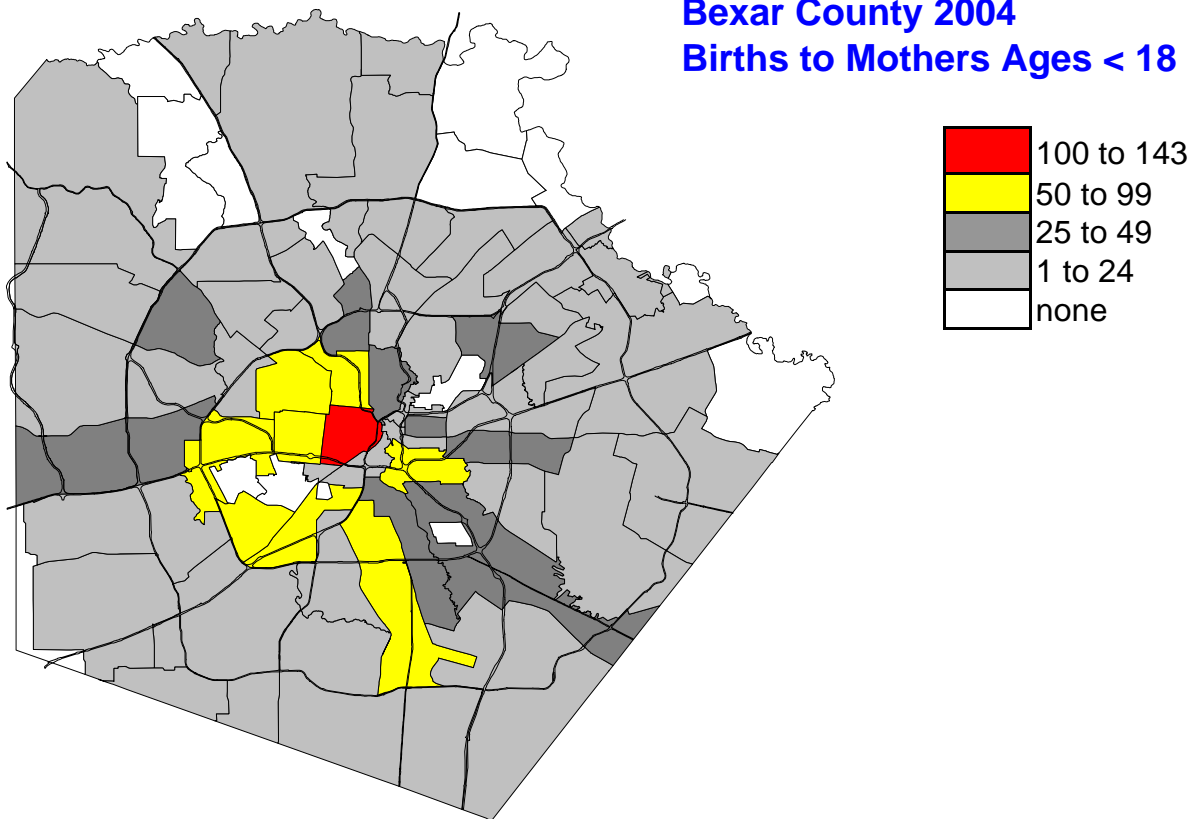 Bexar County 2004
Births to Mothers Ages < 18
100 to 143
50 to 99
25 to 49
1 to 24
none